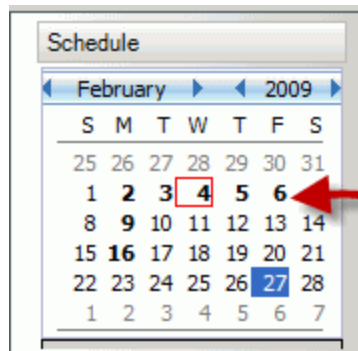 Schedule
February 2009
S M T W T F S
25 26 27 28 29 30 31
1 2 3 4 5 6
8 9 10 11 12 13 14
15 16 17 18 19 20 21
22 23 24 25 26 27 28
1 2 3 4 5 6 7